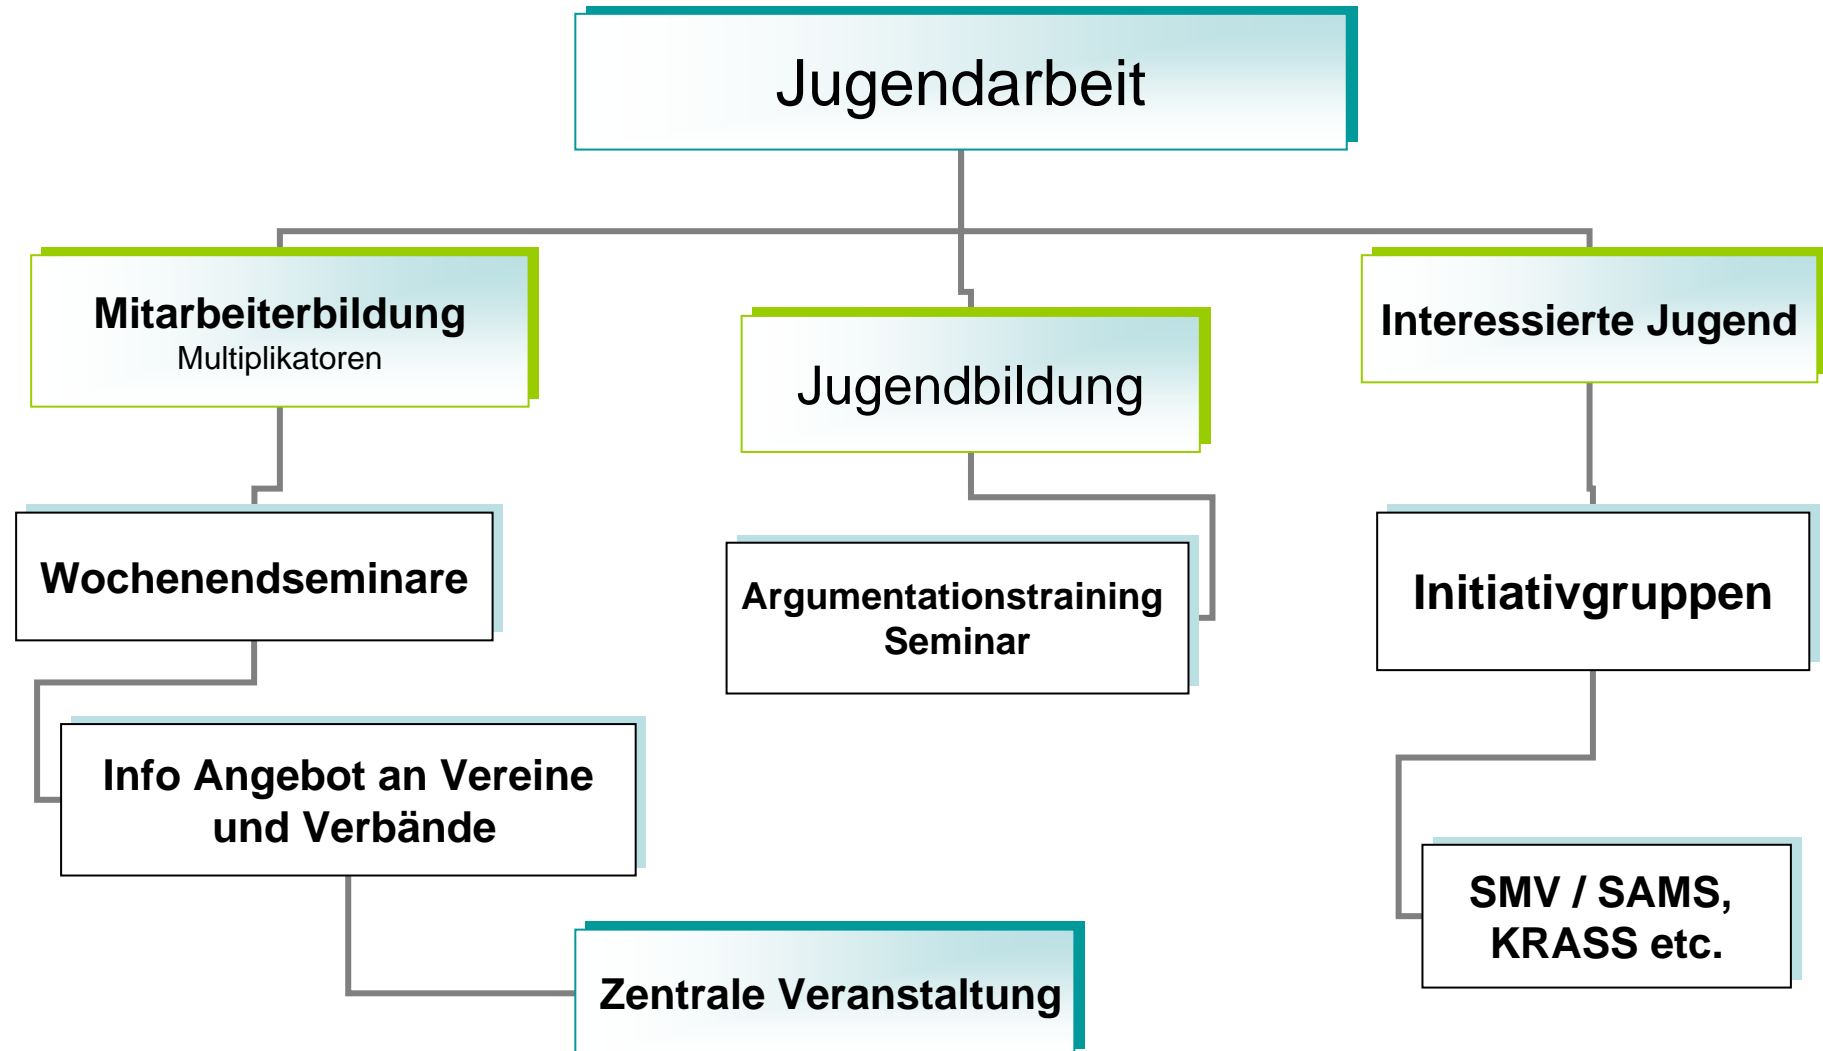 Jugendarbeit
Mitarbeiterbildung
Multiplikatoren
Jugendbildung
Interessierte Jugend
Wochenendseminare
Argumentationstraining
Seminar
Initiativgruppen
Info Angebot an Vereine
und Verbände
SMV / SAMS,
KRASS etc.
Zentrale Veranstaltung